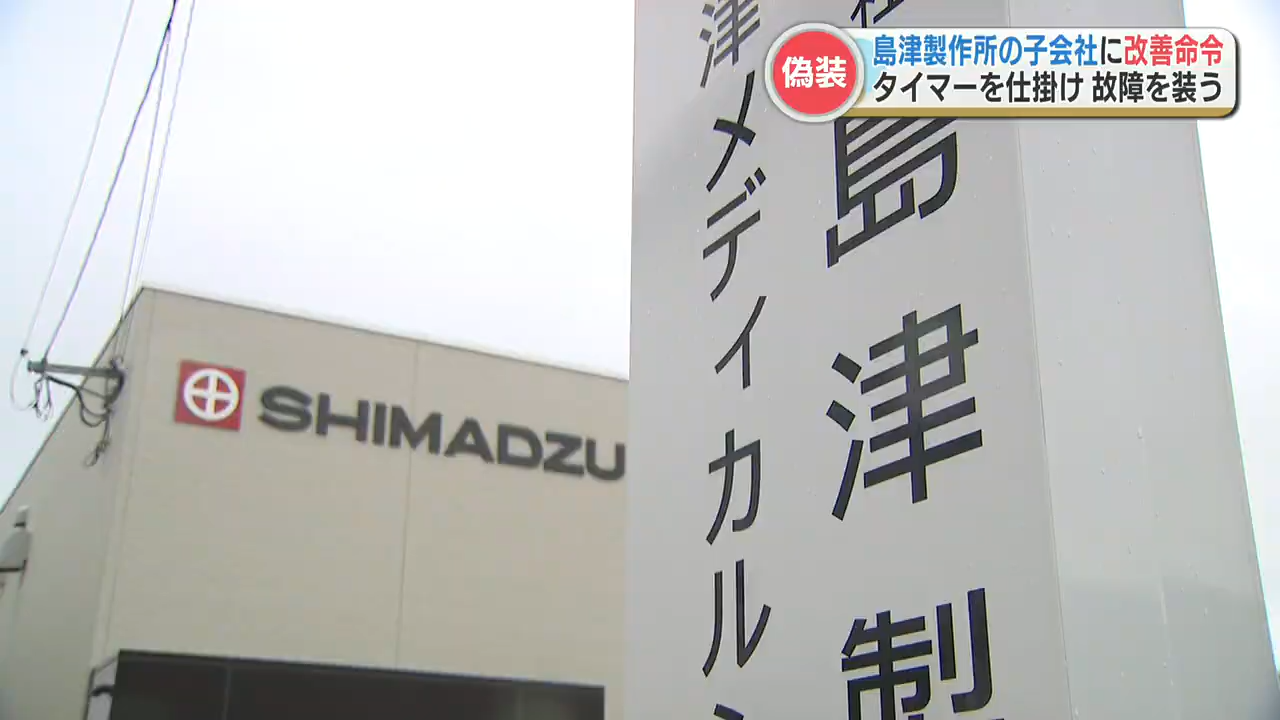 偽装
島津製作所の子会社に改善命令
タイマーを仕掛け 故障を装う
社島津製
津メディカル
SHIMADZU